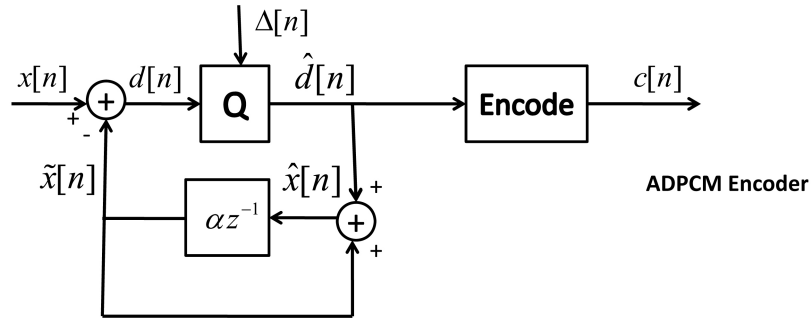 Δ[n]
x[n]
d[n]
d̂[n]
c[n]
+
+
-
Q
Encode
x̃[n]
x̂[n]
+
ADPCM Encoder
αz⁻¹
+
+